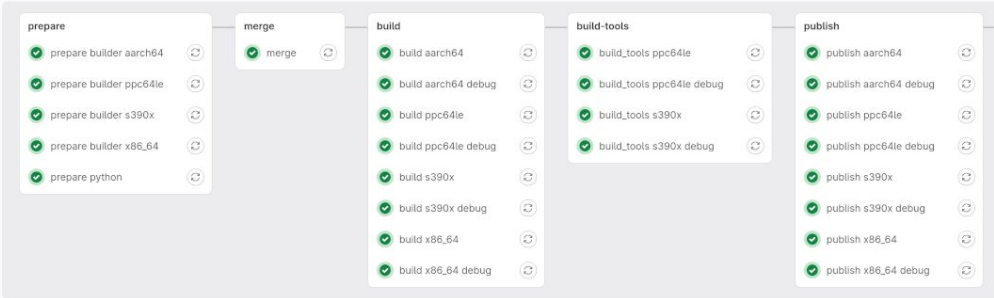 prepare
prepare builder aarch64
prepare builder ppc64le
prepare builder s390x
prepare builder x86_64
prepare python
merge
merge
build
build aarch64
build aarch64 debug
build ppc64le
build ppc64le debug
build s390x
build s390x debug
build x86_64
build x86_64 debug
build-tools
build_tools ppc64le
build_tools ppc64le debug
build_tools s390x
build_tools s390x debug
publish
publish aarch64
publish aarch64 debug
publish ppc64le
publish ppc64le debug
publish s390x
publish s390x debug
publish x86_64
publish x86_64 debug